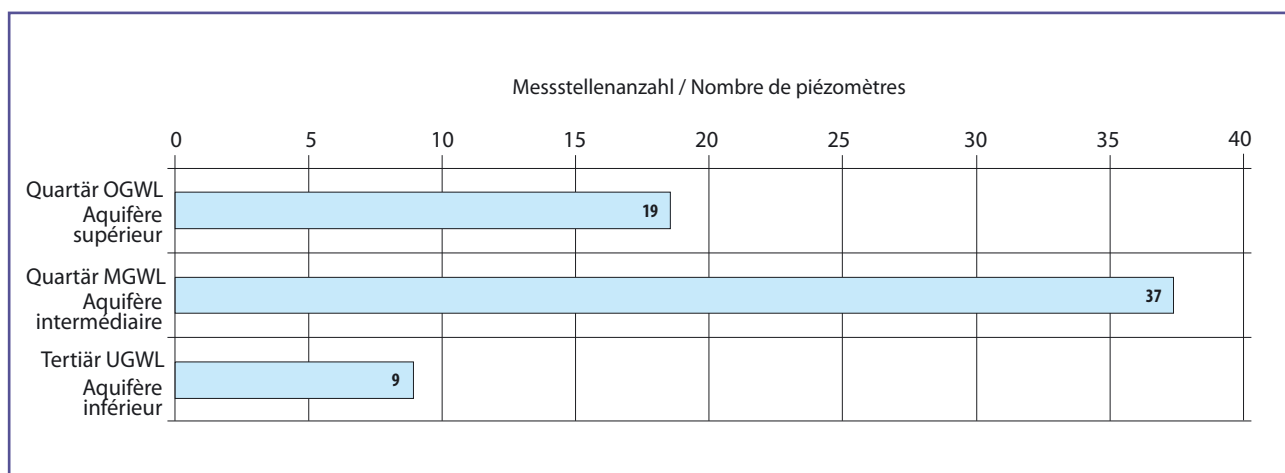 Messstellenanzahl / Nombre de piézomètres
0 5 10 15 20 25 30 35 40
Quartär OGWL
Aquifère
supérieur
19
Quartär MGWL
Aquifère
intermédiaire
37
Tertiär UGWL
Aquifère
inférieur
9